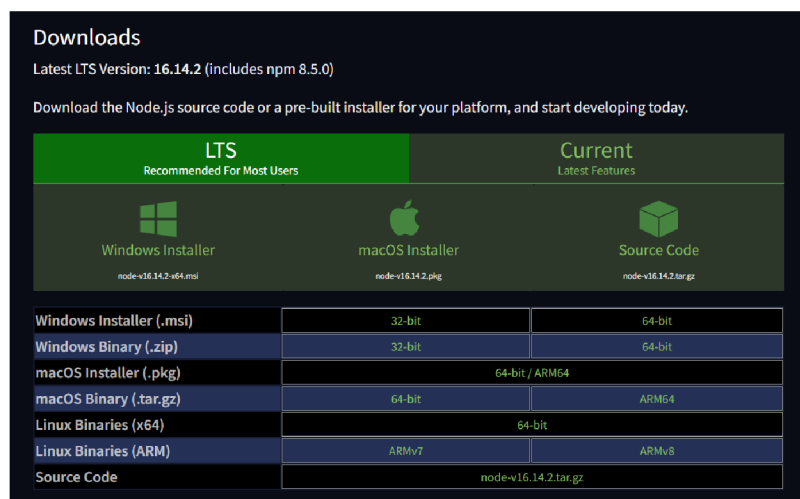 Downloads
Latest LTS Version: 16.14.2 (includes npm 8.5.0)
Download the Node.js source code or a pre-built installer for your platform, and start developing today.
LTS
Recommended For Most Users
Current
Latest Features
Windows Installer
node-v16.14.2-x64.msi
macOS Installer
node-v16.14.2.pkg
Source Code
node-v16.14.2.tar.gz
Windows Installer (.msi) 32-bit 64-bit
Windows Binary (.zip) 32-bit 64-bit
macOS Installer (.pkg) 64-bit / ARM64
macOS Binary (.tar.gz) 64-bit ARM64
Linux Binaries (x64) 64-bit
Linux Binaries (ARM) ARMv7 ARMv8
Source Code node-v16.14.2.tar.gz